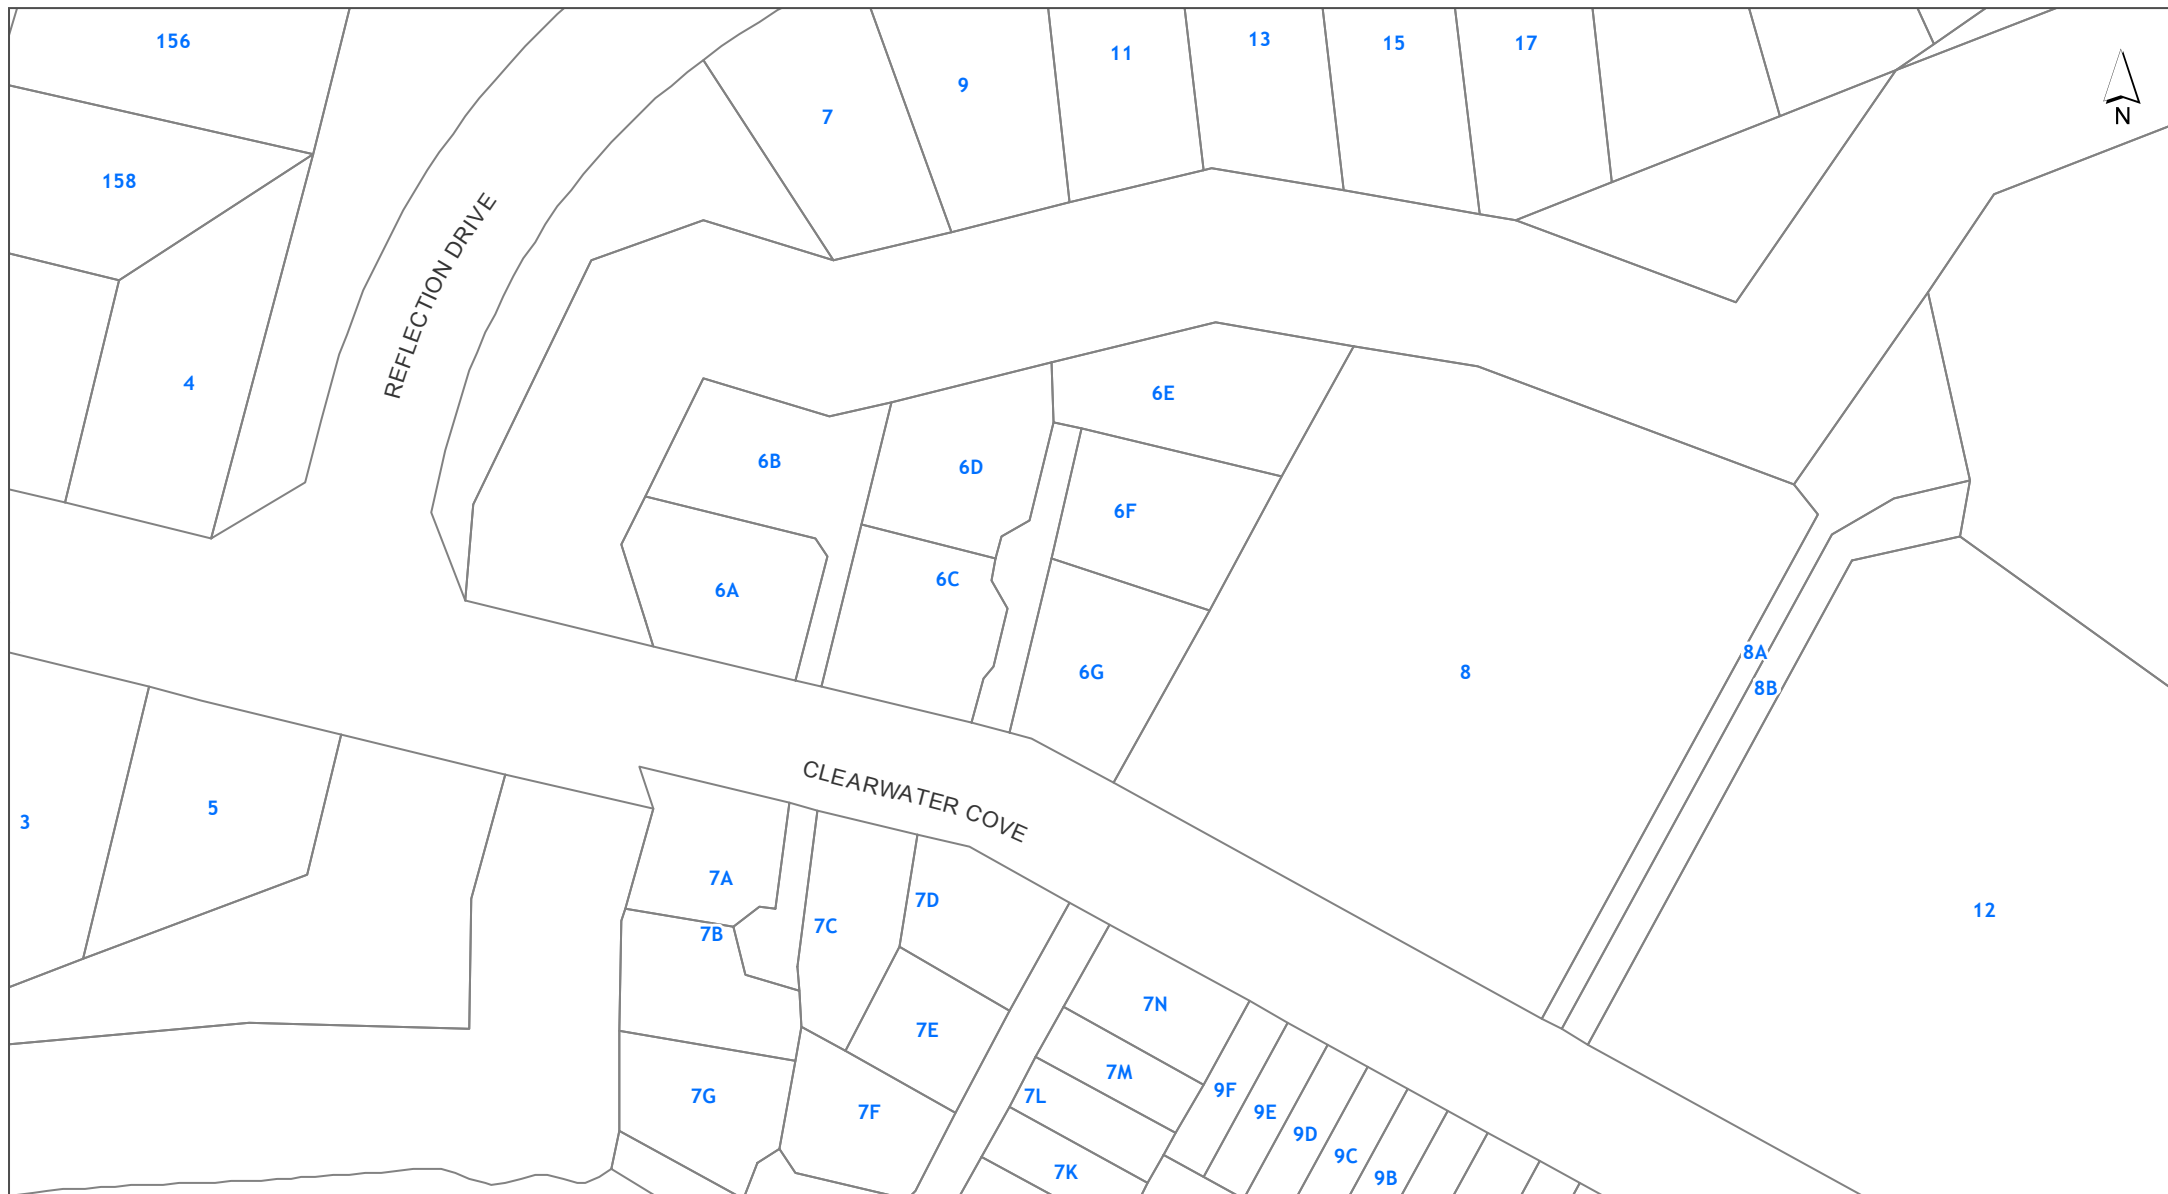 156
13
15
17
11
9
7
N
158
REFLECTION DRIVE
4
6E
6B
6D
6F
6C
6A
8A
6G
8
8B
CLEARWATER COVE
5
3
7A
7D
12
7C
7B
7N
7E
7M
9F
7G
7L
7F
9E
9D
9C
7K
9B